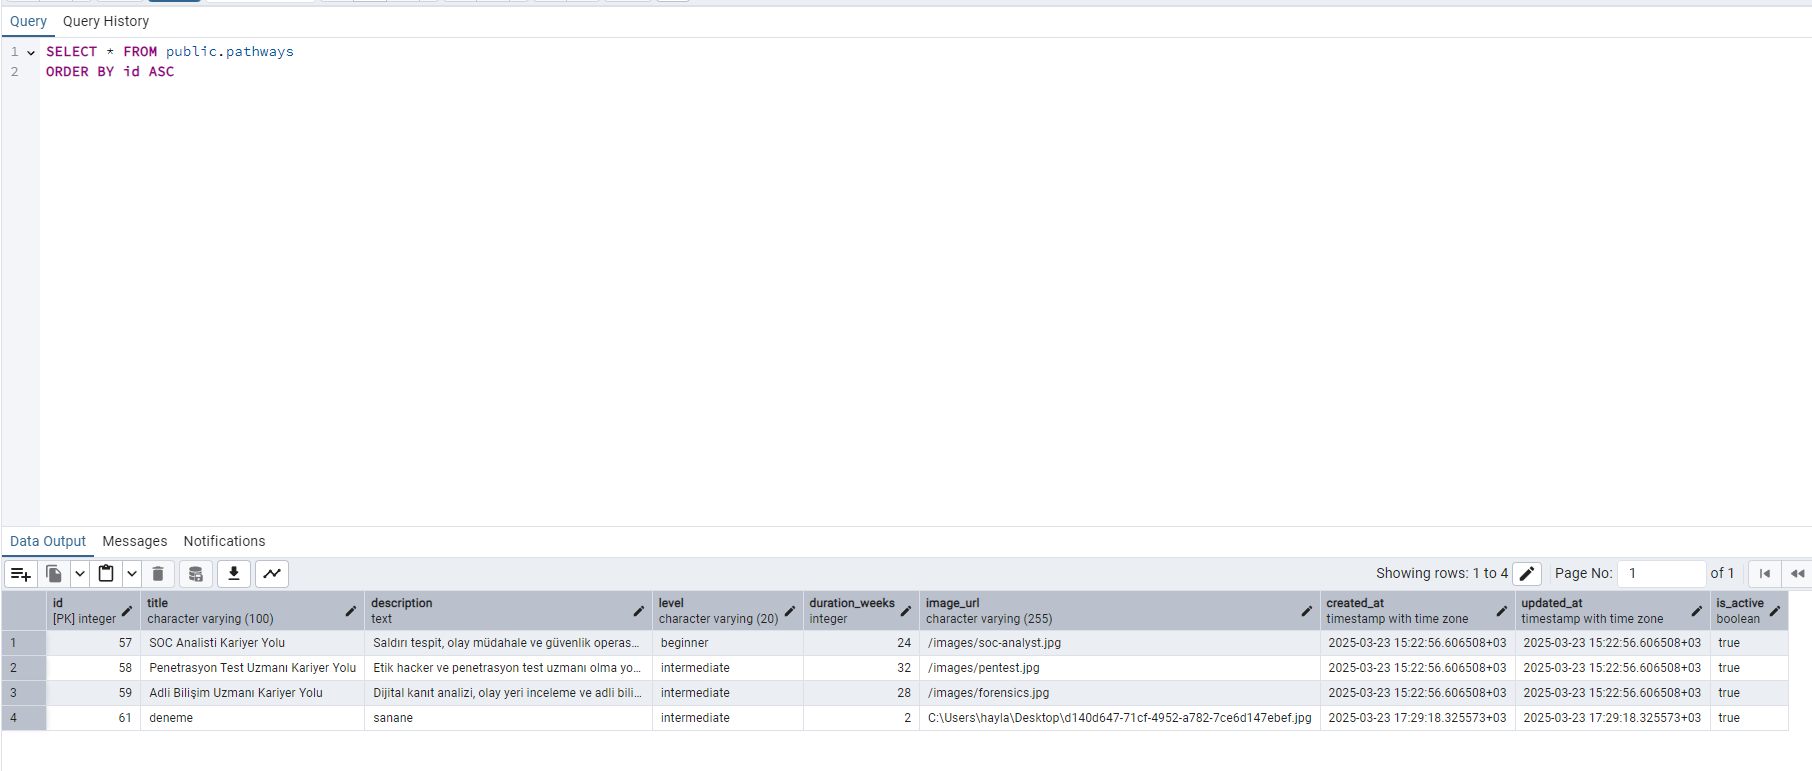 Query Query History
1 SELECT * FROM public.pathways
2 ORDER BY id ASC
Data Output Messages Notifications
Showing rows: 1 to 4 Page No: 1 of 1
id title description level duration_weeks image_url created_at updated_at is_active
[PK] integer character varying (100) text character varying (20) integer character varying (255) timestamp with time zone timestamp with time zone boolean
1 57 SOC Analisti Kariyer Yolu Saldırı tespit, olay müdahale ve güvenlik operas... beginner 24 /images/soc-analyst.jpg 2025-03-23 15:22:56.606508+03 2025-03-23 15:22:56.606508+03 true
2 58 Penetrasyon Test Uzmanı Kariyer Yolu Etik hacker ve penetrasyon test uzmanı olma yo... intermediate 32 /images/pentest.jpg 2025-03-23 15:22:56.606508+03 2025-03-23 15:22:56.606508+03 true
3 59 Adli Bilişim Uzmanı Kariyer Yolu Dijital kanıt analizi, olay yeri inceleme ve adli bili... intermediate 28 /images/forensics.jpg 2025-03-23 15:22:56.606508+03 2025-03-23 15:22:56.606508+03 true
4 61 deneme sanane intermediate 2 C:\Users\hayla\Desktop\d140d647-71cf-4952-a782-7ce6d147ebef.jpg 2025-03-23 17:29:18.325573+03 2025-03-23 17:29:18.325573+03 true